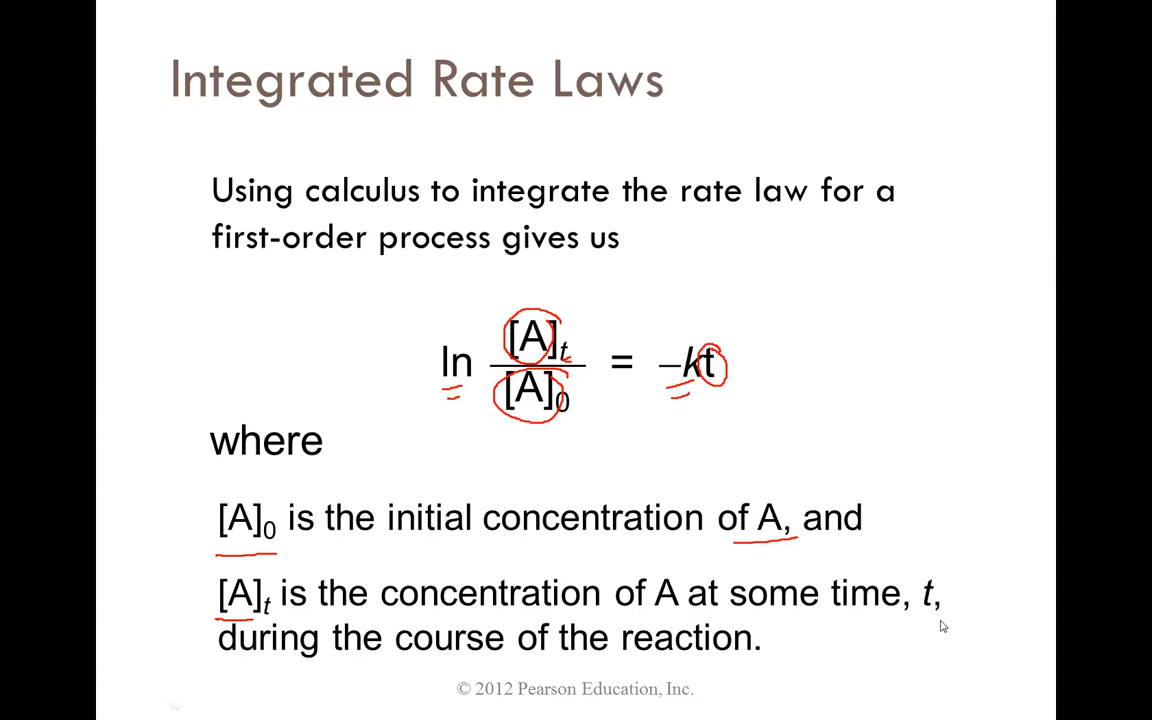 Integrated Rate Laws
Using calculus to integrate the rate law for a
first-order process gives us
ln [A]t / [A]0 = –kt
where
[A]0 is the initial concentration of A, and
[A]t is the concentration of A at some time, t,
during the course of the reaction.
© 2012 Pearson Education, Inc.